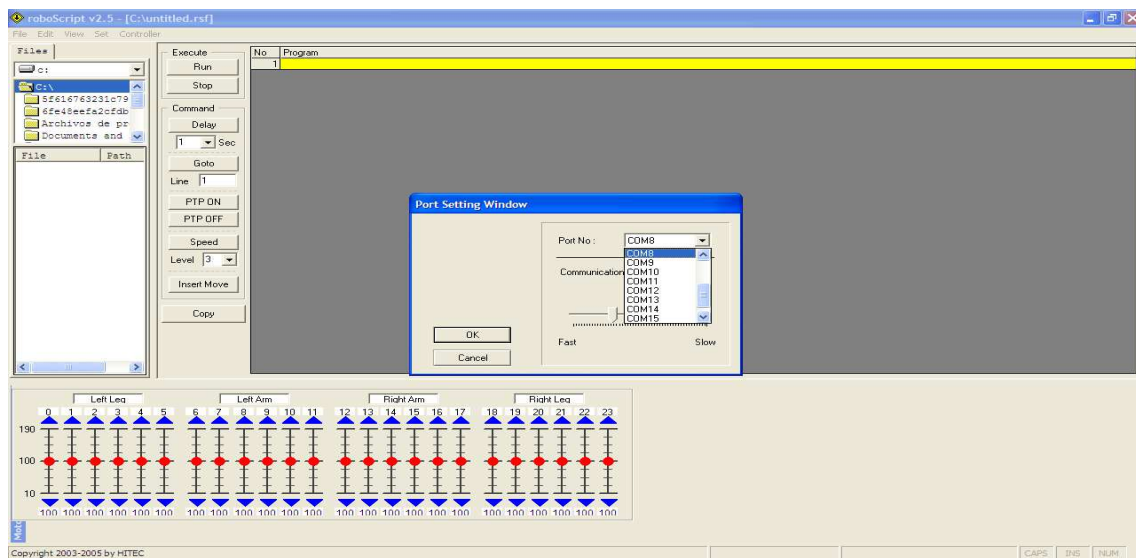 roboScript v2.5 - [C:\untitled.rsf]
File Edit View Set Controller
Files
c:
C:\
5f616763231c79
6fe48eefa2cfdb
Archivos de pr
Documents and
File Path
Execute
Run
Stop
Command
Delay
1 Sec
Goto
Line 1
PTP ON
PTP OFF
Speed
Level 3
Insert Move
Copy
No Program
1
Port Setting Window
Port No : COM8
COM8
COM9
Communication COM10
COM11
COM12
COM13
COM14
COM15
OK
Cancel
Fast Slow
Left Leg Left Arm Right Arm Right Leg
0 1 2 3 4 5 6 7 8 9 10 11 12 13 14 15 16 17 18 19 20 21 22 23
190
100
10
100 100 100 100 100 100 100 100 100 100 100 100 100 100 100 100 100 100 100 100 100 100 100 100
Copyright 2003-2005 by HITEC CAPS INS NUM